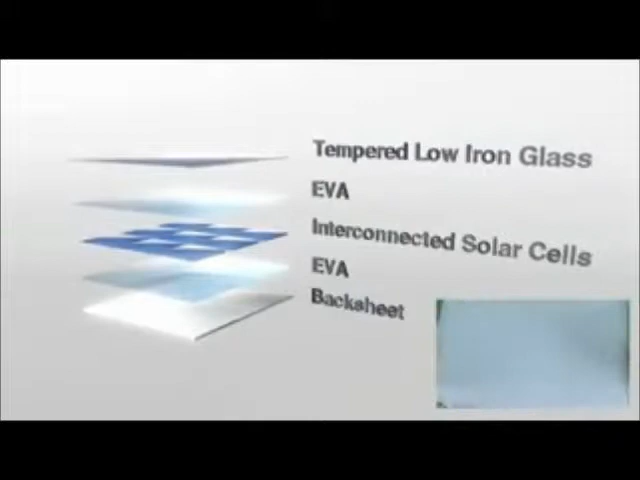 Tempered Low Iron Glass
EVA
Interconnected Solar Cells
EVA
Backsheet